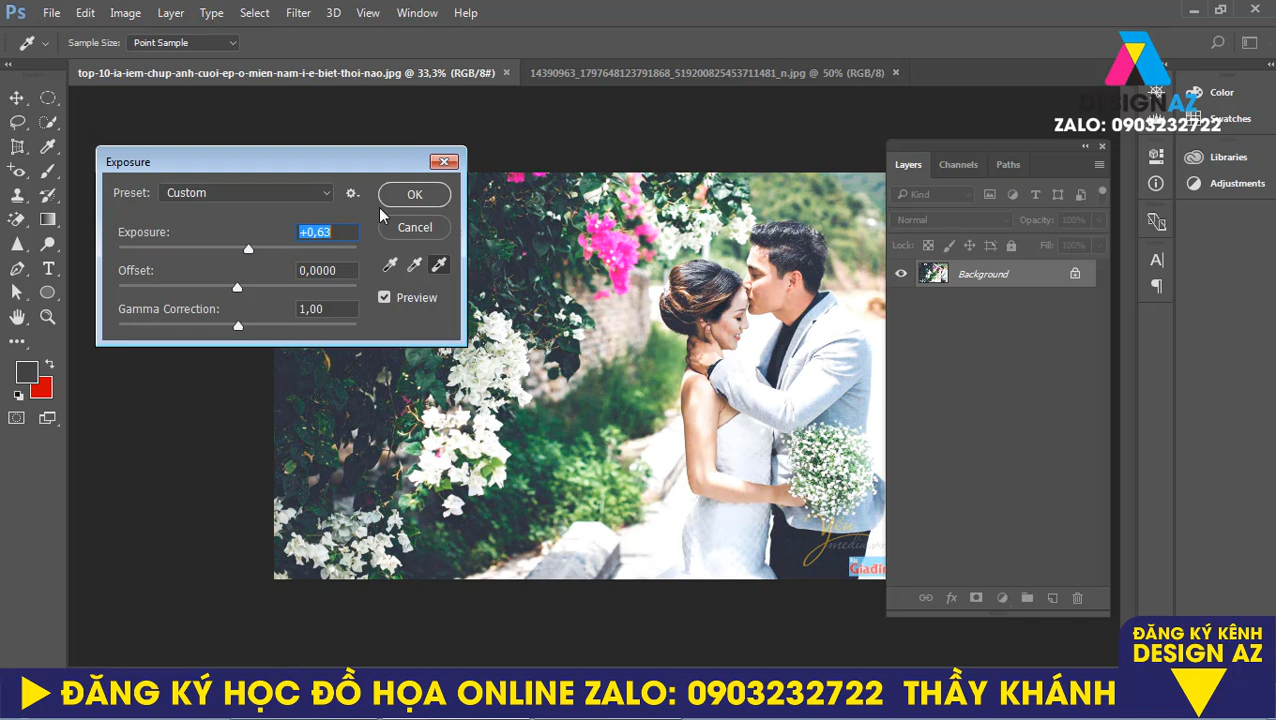 Ps File Edit Image Layer Type Select Filter 3D View Window Help
Sample Size: Point Sample
top-10-ia-iem-chup-anh-cuoi-ep-o-mien-nam-i-e-biet-thoi-nao.jpg @ 33,3% (RGB/8#) 14390963_1797648123791868_519200825453711481_n.jpg @ 50% (RGB/8)
DESIGNAZ
ZALO: 0903232722
Color
Swatches
Libraries
Adjustments
Exposure
Preset: Custom
OK
Exposure: +0,63
Cancel
Offset: 0,0000
Preview
Gamma Correction: 1,00
Layers Channels Paths
Kind
Normal Opacity: 100%
Lock: Fill: 100%
Background
ĐĂNG KÝ KÊNH
DESIGN AZ
ĐĂNG KÝ HỌC ĐỒ HỌA ONLINE ZALO: 0903232722 THẦY KHÁNH